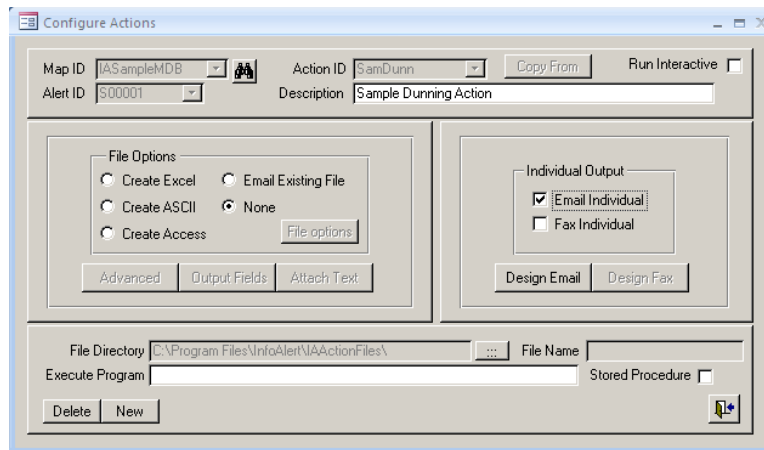 Configure Actions
Map ID IASampleMDB Action ID SamDunn Copy From Run Interactive
Alert ID S00001 Description Sample Dunning Action
File Options
Create Excel Email Existing File
Create ASCII None
Create Access File options
Advanced Output Fields Attach Text
Individual Output
Email Individual
Fax Individual
Design Email Design Fax
File Directory C:\Program Files\InfoAlert\IAActionFiles\ .:: File Name
Execute Program Stored Procedure
Delete New